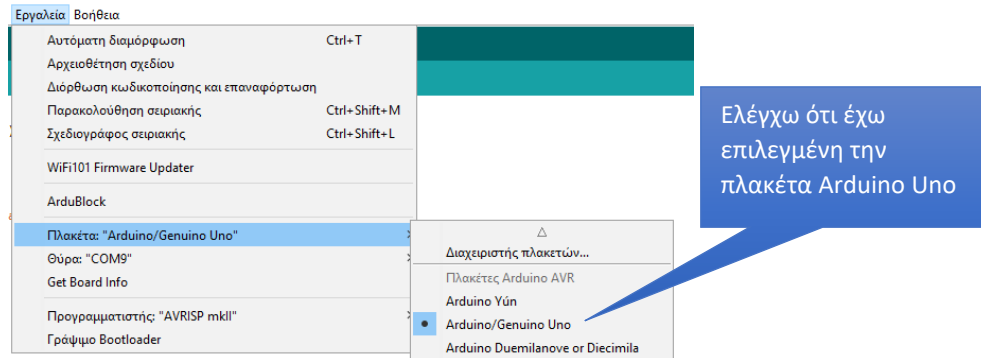 Εργαλεία Βοήθεια
Αυτόματη διαμόρφωση Ctrl+T
Αρχειοθέτηση σχεδίου
Διόρθωση κωδικοποίησης και επαναφόρτωση
Παρακολούθηση σειριακής Ctrl+Shift+M
Σχεδιογράφος σειριακής Ctrl+Shift+L
WiFi101 Firmware Updater
ArduBlock
Πλακέτα: "Arduino/Genuino Uno"
Θύρα: "COM9"
Get Board Info
Προγραμματιστής: "AVRISP mkII"
Γράψιμο Bootloader
Διαχειριστής πλακετών...
Πλακέτες Arduino AVR
Arduino Yún
Arduino/Genuino Uno
Arduino Duemilanove or Diecimila
Ελέγχω ότι έχω
επιλεγμένη την
πλακέτα Arduino Uno